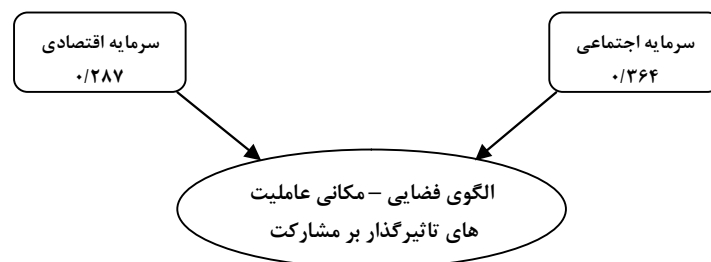 سرمایه اجتماعی
۰/۳۶۴
سرمایه اقتصادی
۰/۲۸۷
الگوی فضایی – مکانی عاملیت
های تاثیرگذار بر مشارکت